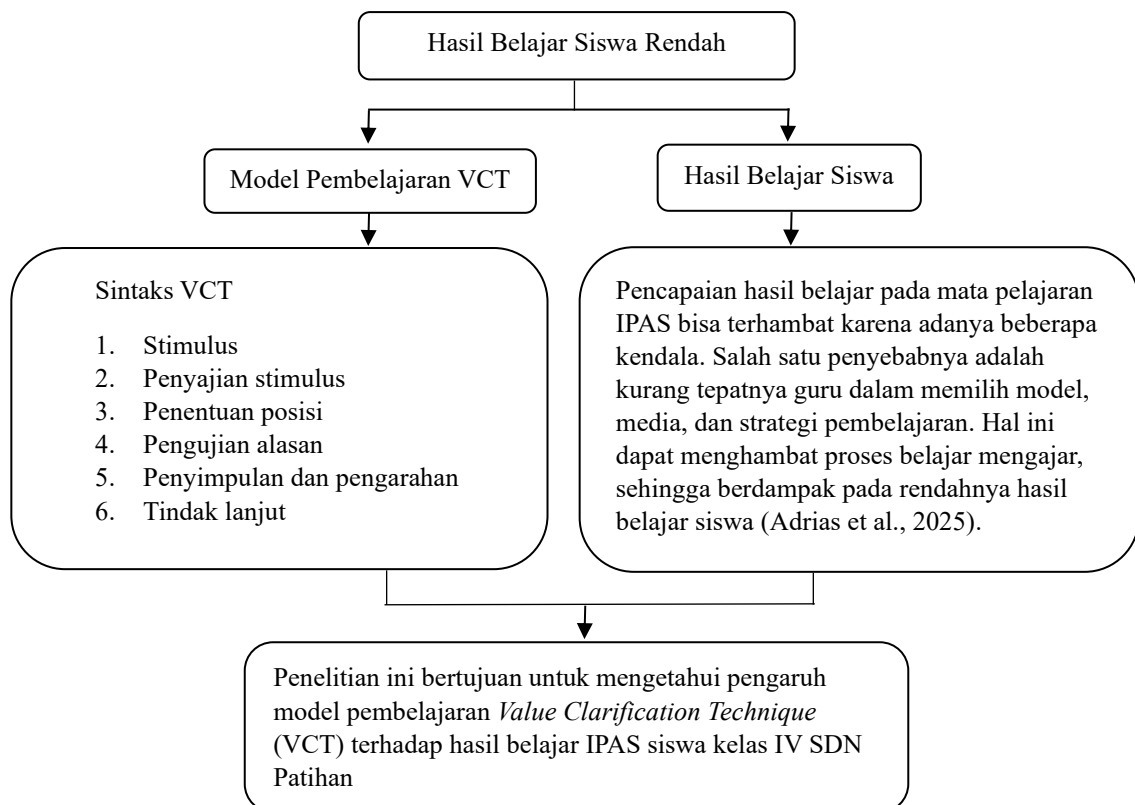 Hasil Belajar Siswa Rendah
Model Pembelajaran VCT
Hasil Belajar Siswa
Sintaks VCT
1. Stimulus
2. Penyajian stimulus
3. Penentuan posisi
4. Pengujian alasan
5. Penyimpulan dan pengarahan
6. Tindak lanjut
Pencapaian hasil belajar pada mata pelajaran
IPAS bisa terhambat karena adanya beberapa
kendala. Salah satu penyebabnya adalah
kurang tepatnya guru dalam memilih model,
media, dan strategi pembelajaran. Hal ini
dapat menghambat proses belajar mengajar,
sehingga berdampak pada rendahnya hasil
belajar siswa (Adrias et al., 2025).
Penelitian ini bertujuan untuk mengetahui pengaruh
model pembelajaran Value Clarification Technique
(VCT) terhadap hasil belajar IPAS siswa kelas IV SDN
Patihan